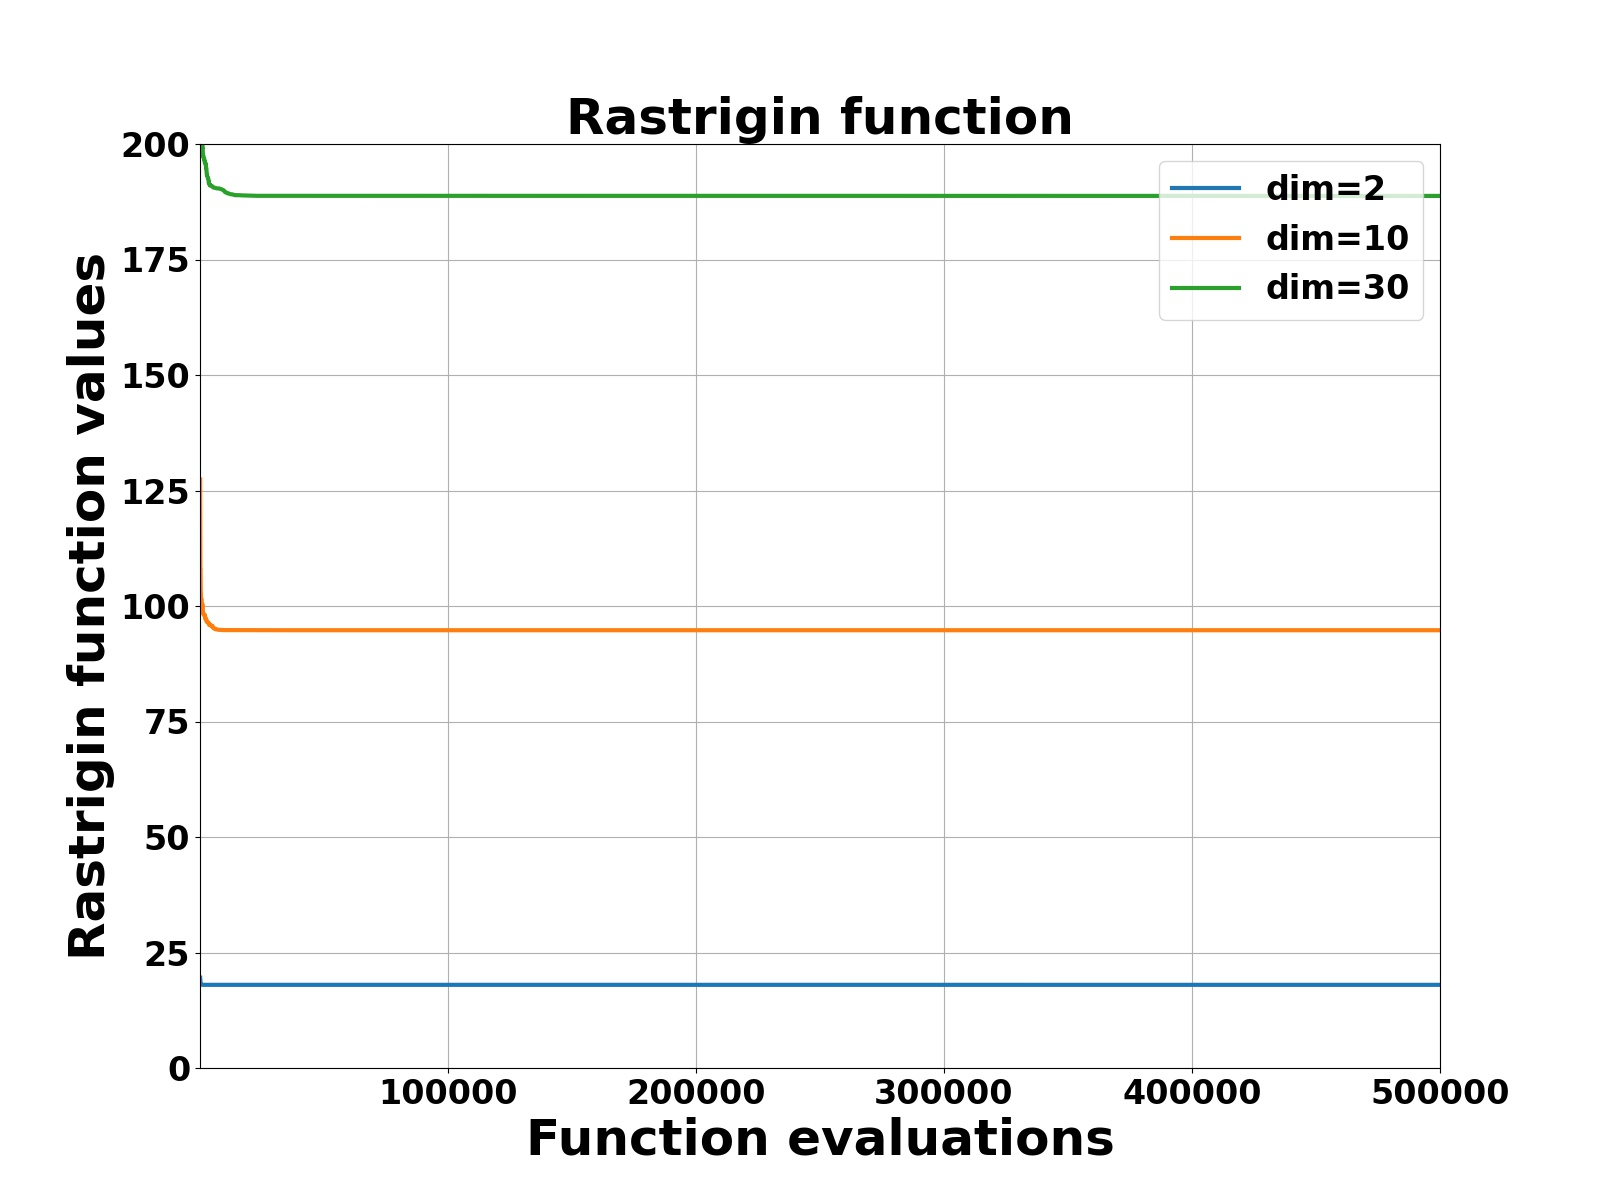 Rastrigin function
200
175
150
125
100
75
50
25
0
Rastrigin function values
dim=2
dim=10
dim=30
100000 200000 300000 400000 500000
Function evaluations